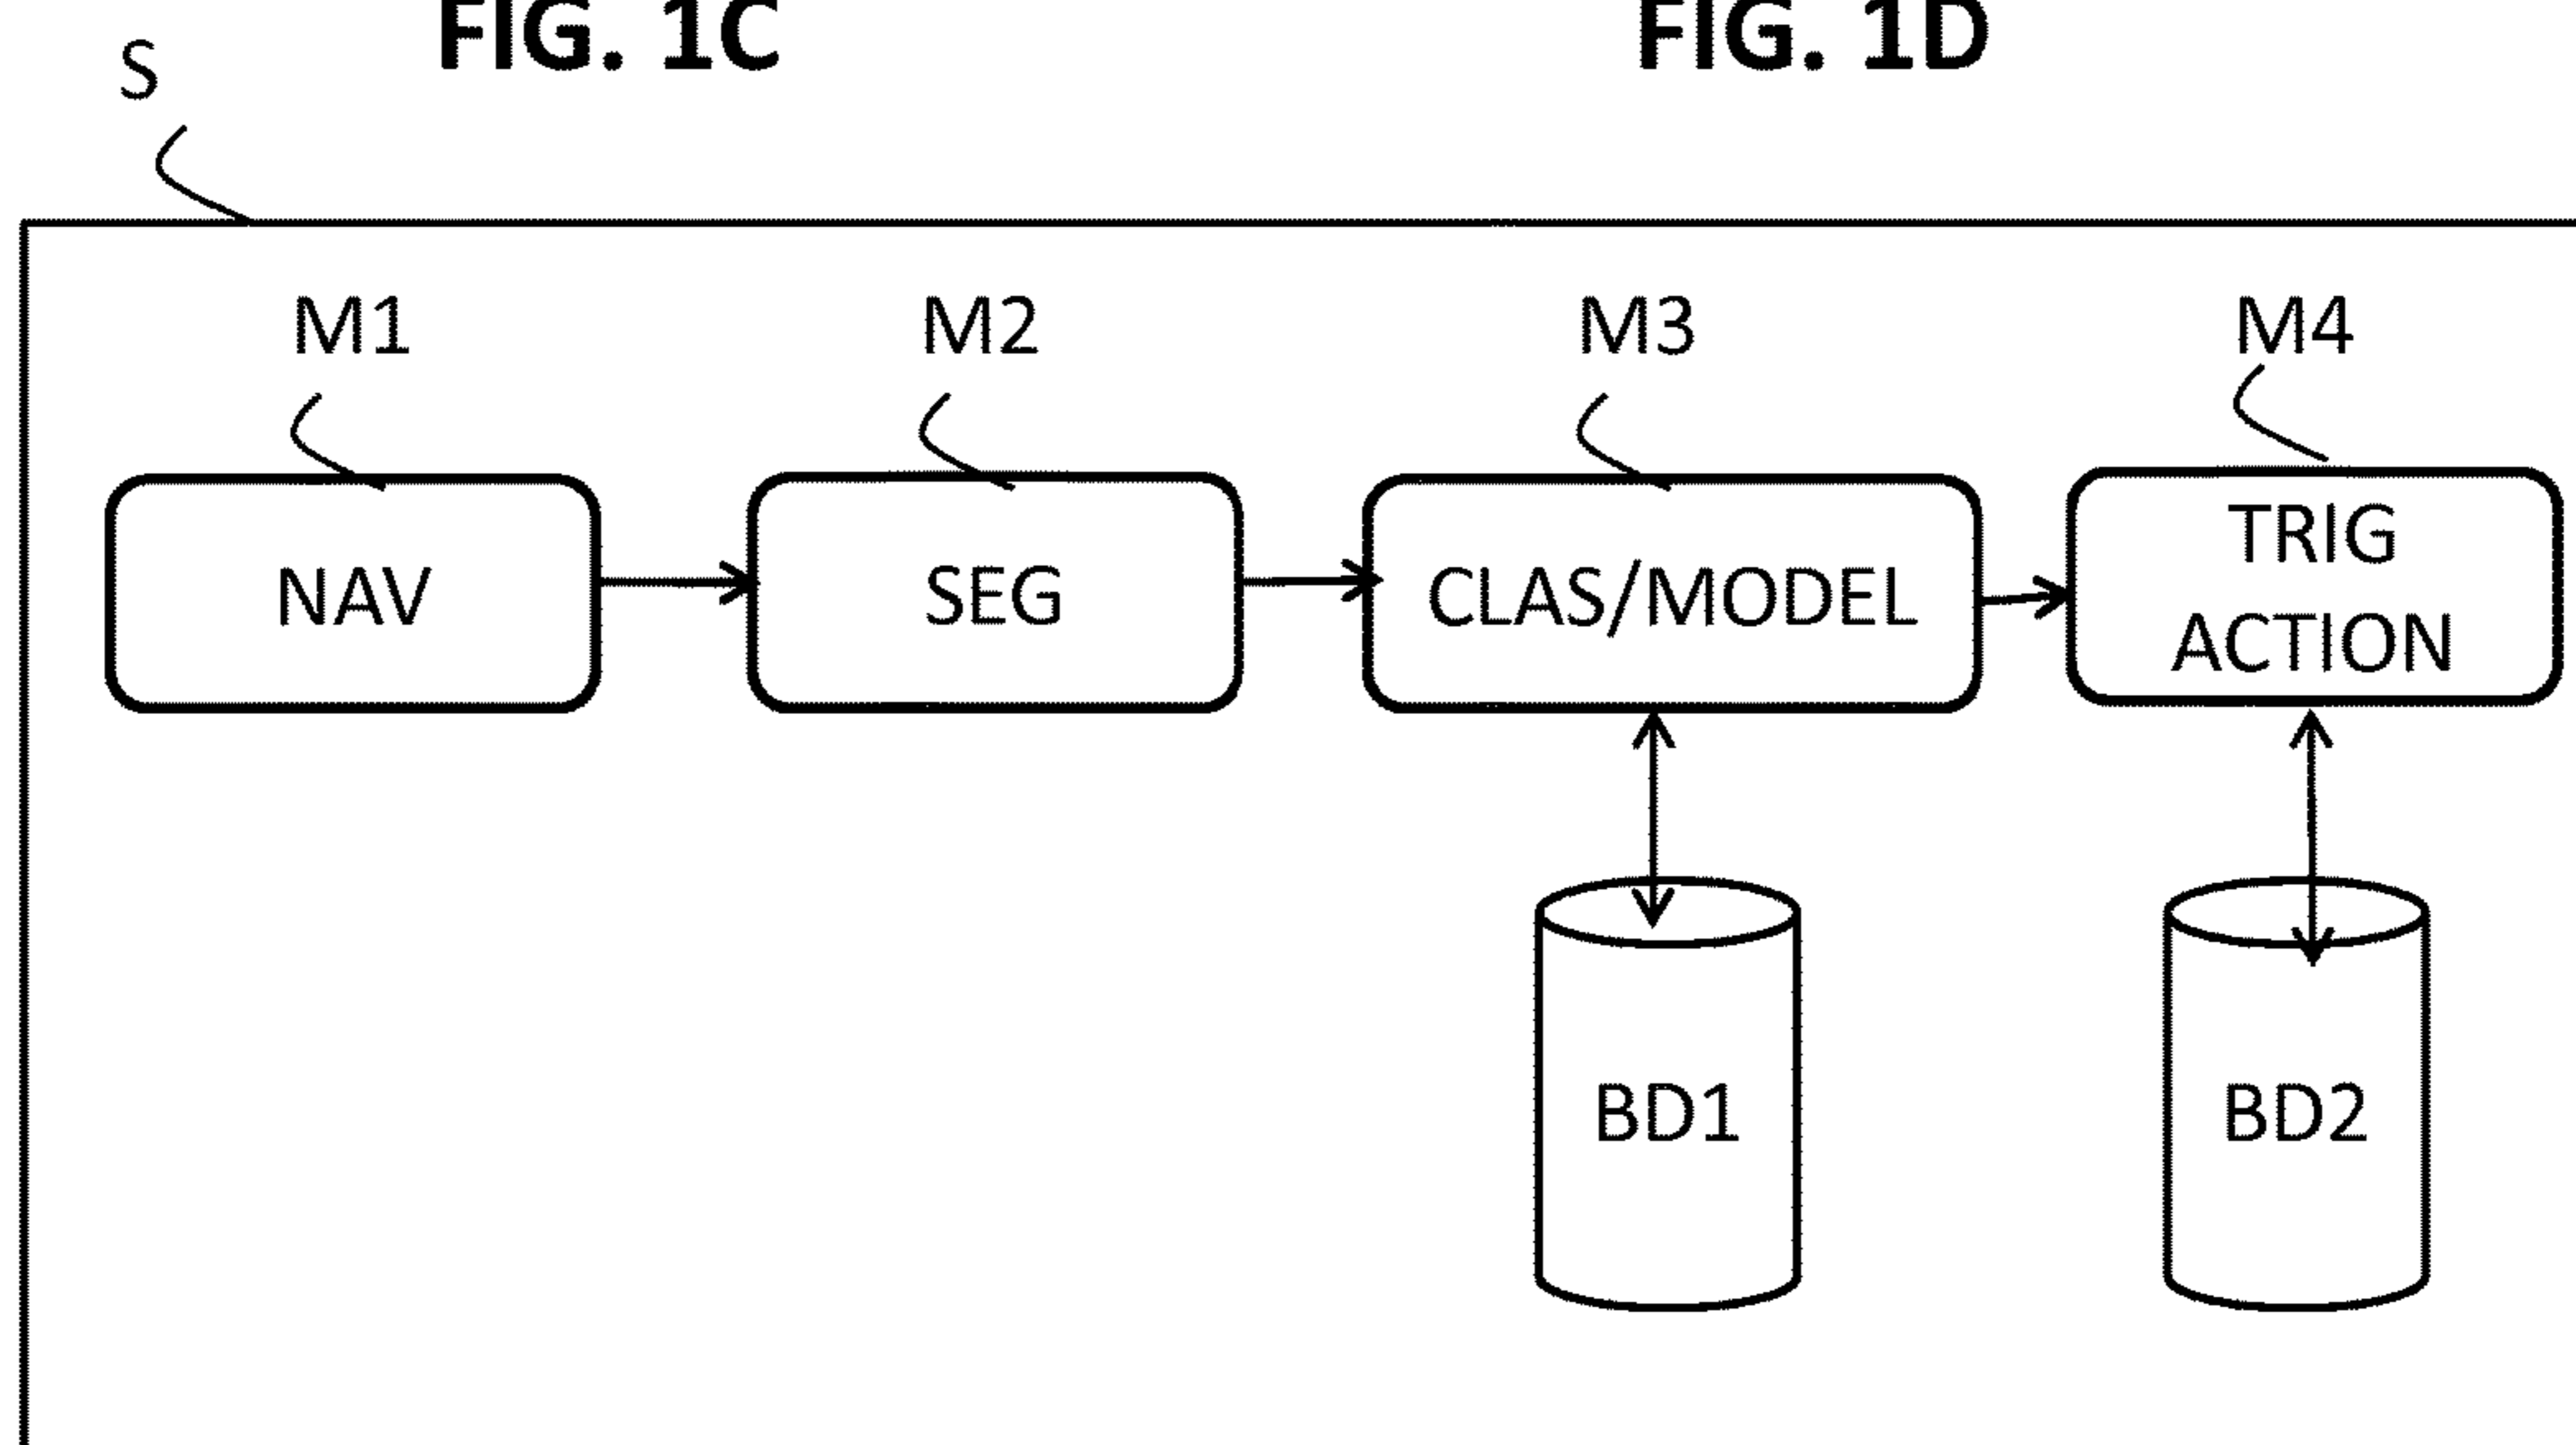 FIG. 1C
FIG. 1D
S
M1
M2
M3
M4
NAV
SEG
CLAS/MODEL
TRIG
ACTION
BD1
BD2